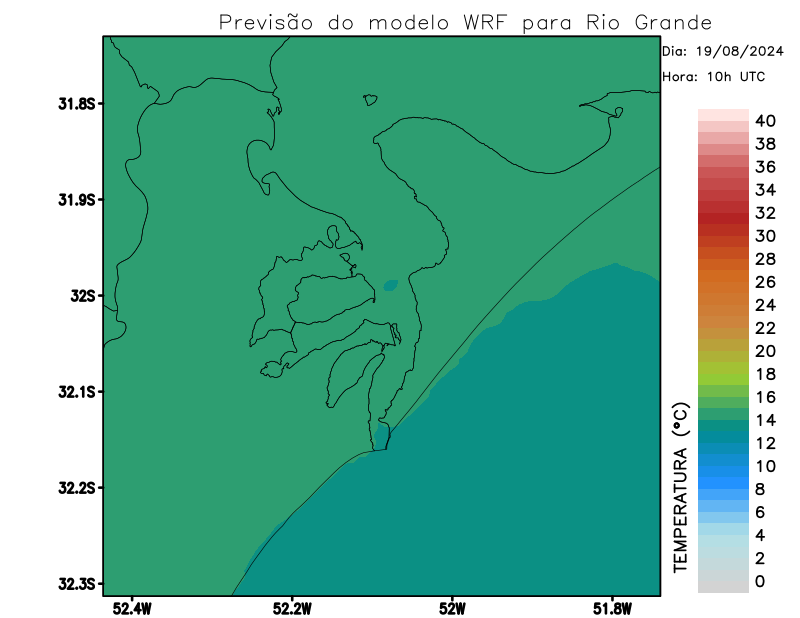 Previsão do modelo WRF para Rio Grande
Dia: 19/08/2024
Hora: 10h UTC
31.8S
31.9S
32S
32.1S
32.2S
32.3S
52.4W
52.2W
52W
51.8W
TEMPERATURA (°C)
40
38
36
34
32
30
28
26
24
22
20
18
16
14
12
10
8
6
4
2
0